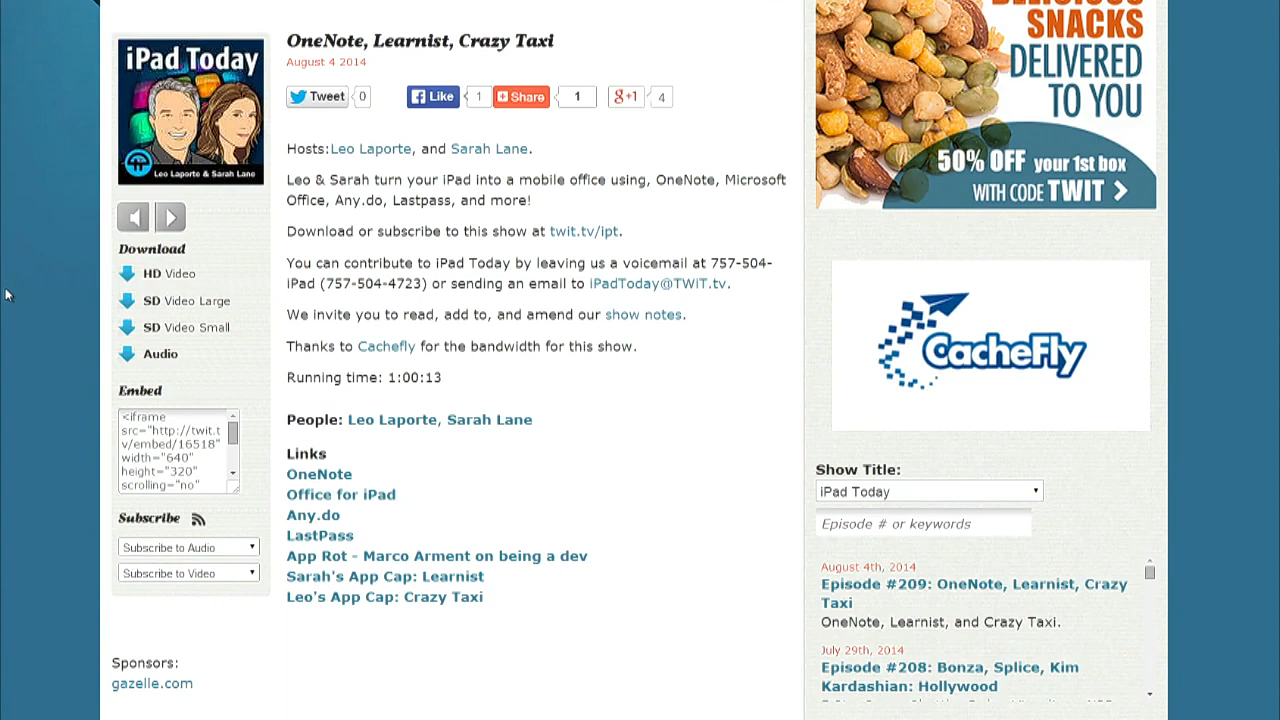 iPad Today
Leo Laporte & Sarah Lane
Download
HD Video
SD Video Large
SD Video Small
Audio
Embed
<iframe
src="http://twit.t
v/embed/16518"
width="640"
height="320"
scrolling="no"
Subscribe
Subscribe to Audio
Subscribe to Video
OneNote, Learnist, Crazy Taxi
August 4 2014
Tweet 0 Like 1 Share 1 g+1 4
Hosts:Leo Laporte, and Sarah Lane.
Leo & Sarah turn your iPad into a mobile office using, OneNote, Microsoft
Office, Any.do, Lastpass, and more!
Download or subscribe to this show at twit.tv/ipt.
You can contribute to iPad Today by leaving us a voicemail at 757-504-
iPad (757-504-4723) or sending an email to iPadToday@TWiT.tv.
We invite you to read, add to, and amend our show notes.
Thanks to Cachefly for the bandwidth for this show.
Running time: 1:00:13
People: Leo Laporte, Sarah Lane
Links
OneNote
Office for iPad
Any.do
LastPass
App Rot - Marco Arment on being a dev
Sarah's App Cap: Learnist
Leo's App Cap: Crazy Taxi
Sponsors:
gazelle.com
DELICIOUS
SNACKS
DELIVERED
TO YOU
50% OFF your 1st box
WITH CODE TWIT
CacheFly
Show Title:
iPad Today
Episode # or keywords
August 4th, 2014
Episode #209: OneNote, Learnist, Crazy
Taxi
OneNote, Learnist, and Crazy Taxi.
July 29th, 2014
Episode #208: Bonza, Splice, Kim
Kardashian: Hollywood